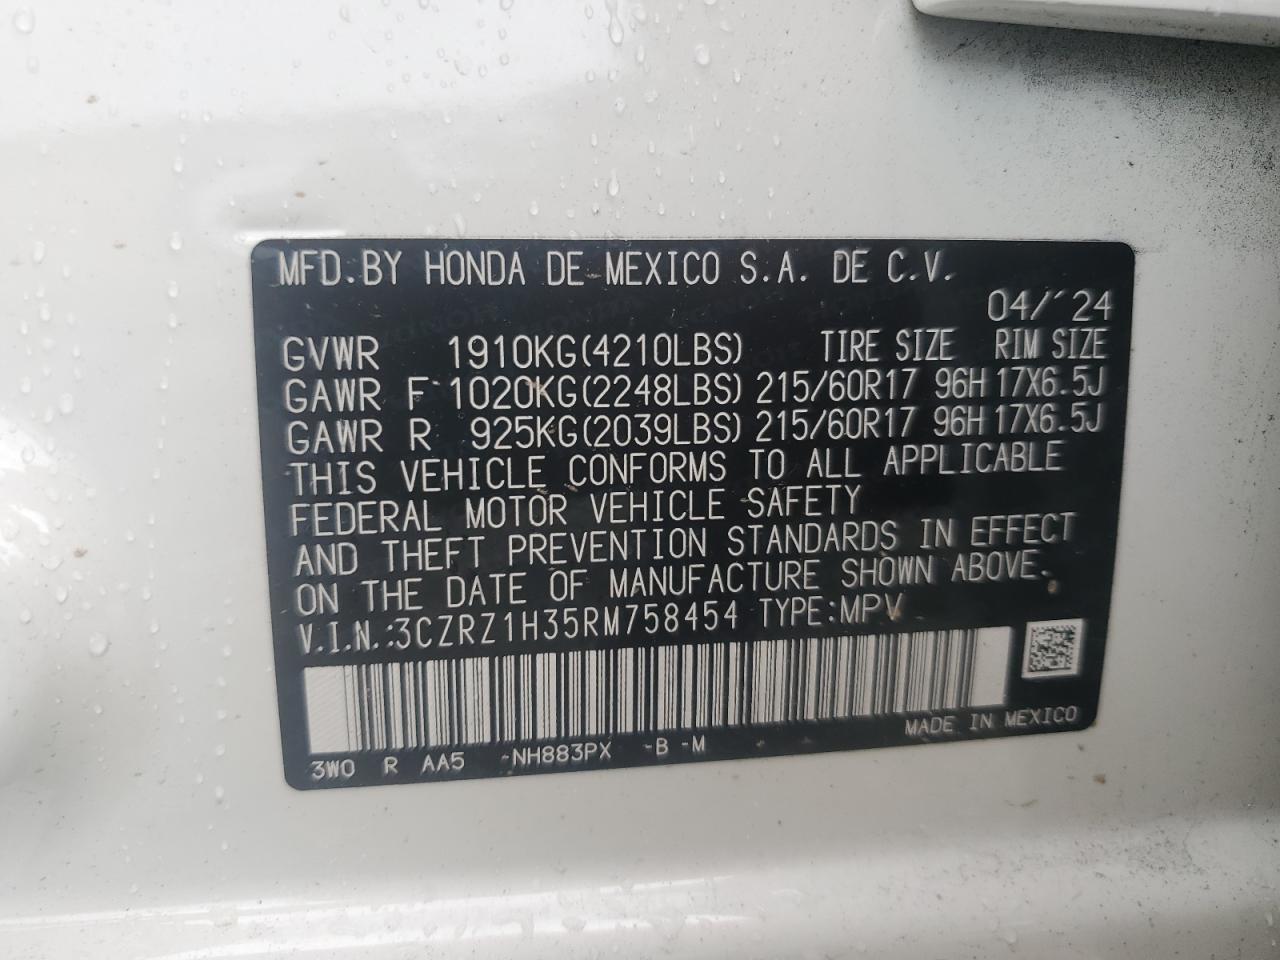 MFD.BY HONDA DE MEXICO S.A. DE C.V.
04/'24
GVWR 1910KG(4210LBS) TIRE SIZE RIM SIZE
GAWR F 1020KG(2248LBS) 215/60R17 96H 17X6.5J
GAWR R 925KG(2039LBS) 215/60R17 96H 17X6.5J
THIS VEHICLE CONFORMS TO ALL APPLICABLE
FEDERAL MOTOR VEHICLE SAFETY
AND THEFT PREVENTION STANDARDS IN EFFECT
ON THE DATE OF MANUFACTURE SHOWN ABOVE.
V.I.N.:3CZRZ1H35RM758454 TYPE:MPV
MADE IN MEXICO
3W0 R AA5 -NH883PX -B -M